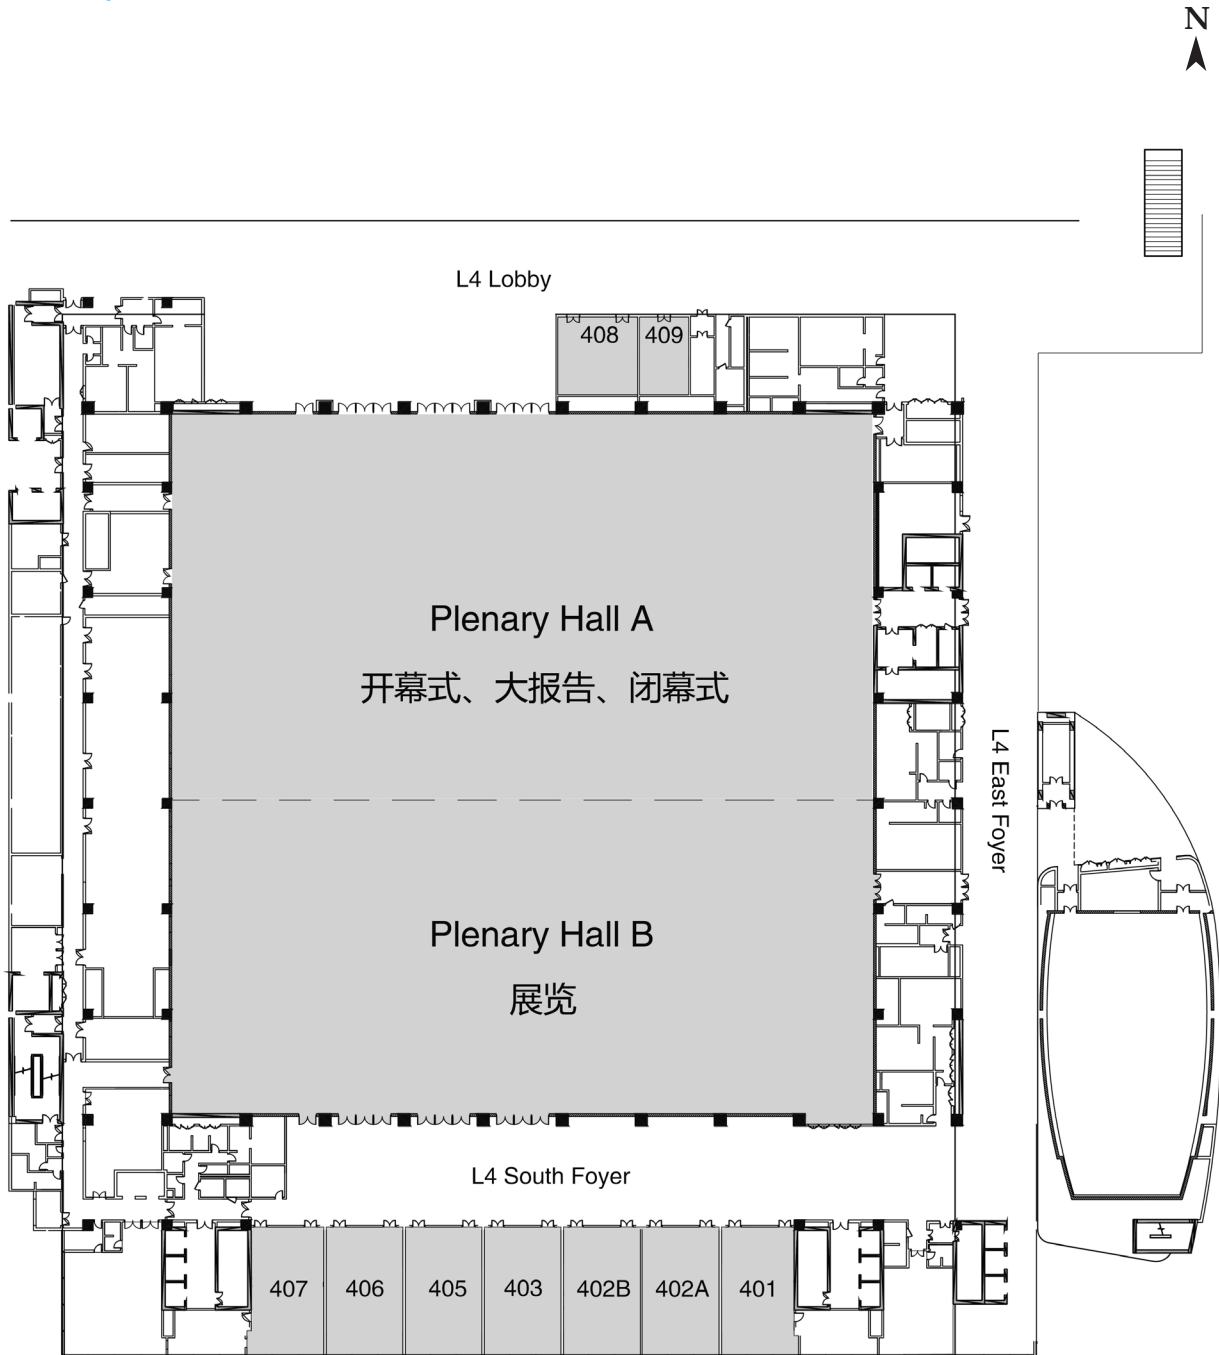 N
L4 Lobby
408
409
Plenary Hall A
开幕式、大报告、闭幕式
L4 East Foyer
Plenary Hall B
展览
L4 South Foyer
407
406
405
403
402B
402A
401